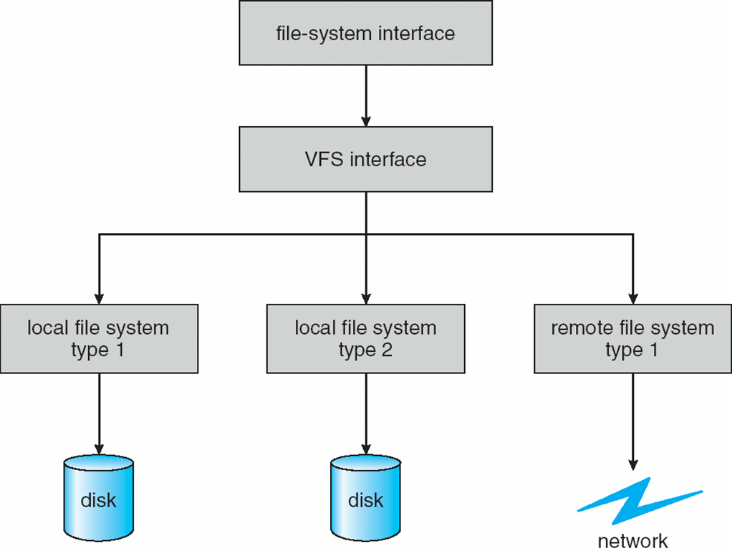 file-system interface
VFS interface
local file system
type 1
local file system
type 2
remote file system
type 1
disk
disk
network